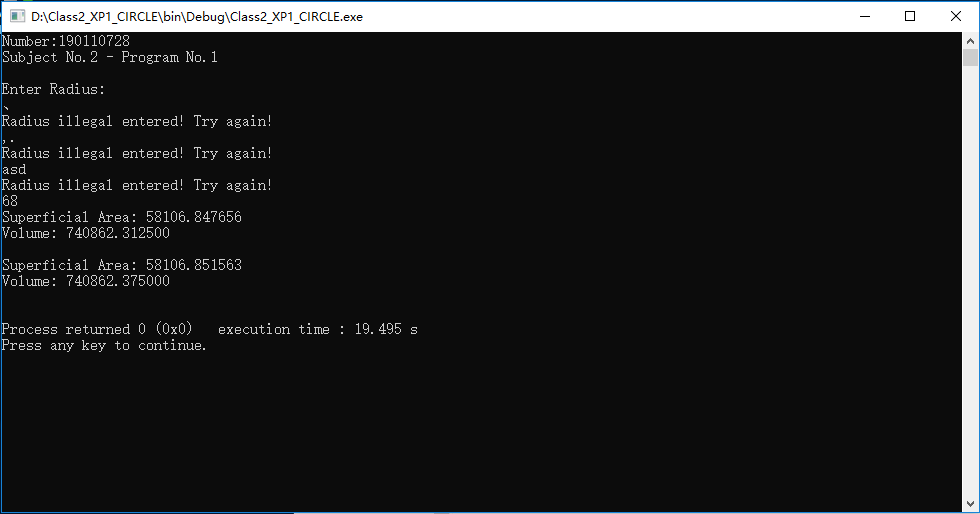 D:\Class2_XP1_CIRCLE\bin\Debug\Class2_XP1_CIRCLE.exe
Number:190110728
Subject No.2 - Program No.1
Enter Radius:
、
Radius illegal entered! Try again!
,.
Radius illegal entered! Try again!
asd
Radius illegal entered! Try again!
68
Superficial Area: 58106.847656
Volume: 740862.312500
Superficial Area: 58106.851563
Volume: 740862.375000
Process returned 0 (0x0)   execution time : 19.495 s
Press any key to continue.